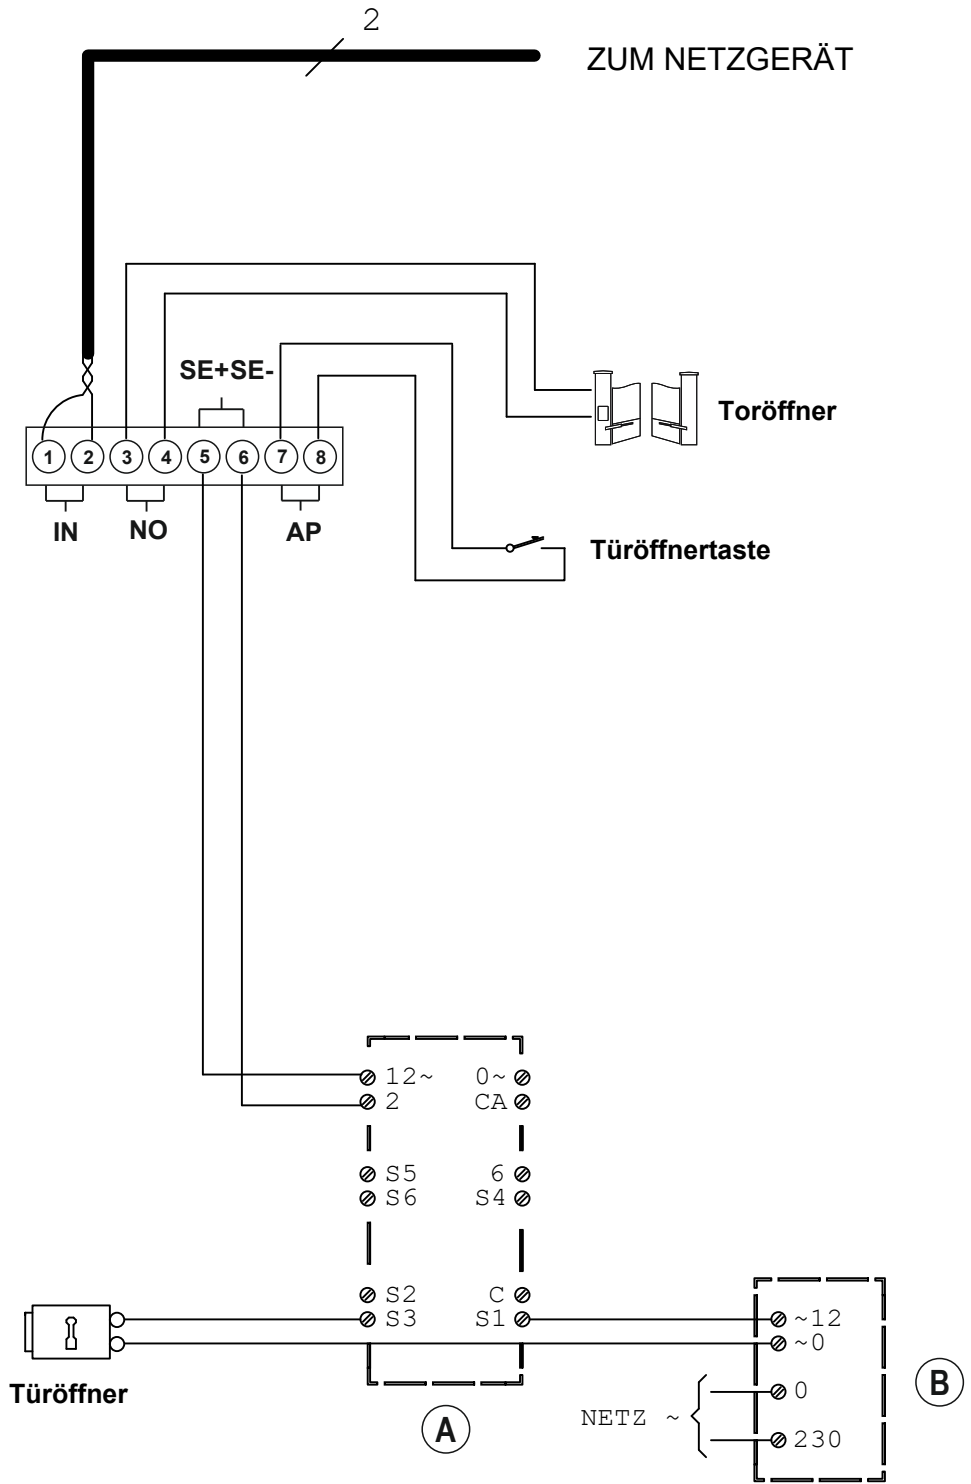 2
ZUM NETZGERÄT
SE+SE-
Toröffner
1 2 3 4 5 6 7 8
IN NO AP
Türöffnertaste
12~ 0~
2 CA
S5 6
S6 S4
S2 C
S3 S1
~12
~0
Türöffner
0
B
NETZ ~
A
230